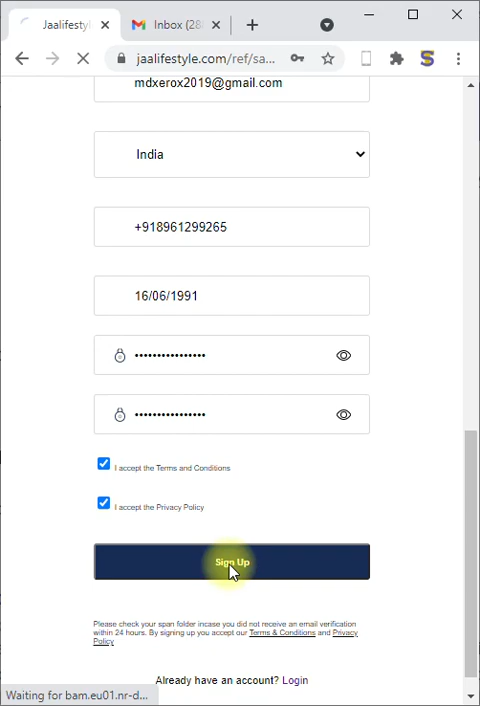 Jaalifestyle.c
Inbox (28
jaalifestyle.com/ref/sa...
mdxerox2019@gmail.com
India
+918961299265
16/06/1991
I accept the Terms and Conditions
I accept the Privacy Policy
Sign Up
Please check your span folder incase you did not receive an email verification
within 24 hours. By signing up you accept our Terms & Conditions and Privacy
Policy
Already have an account? Login
Waiting for bam.eu01.nr-d...